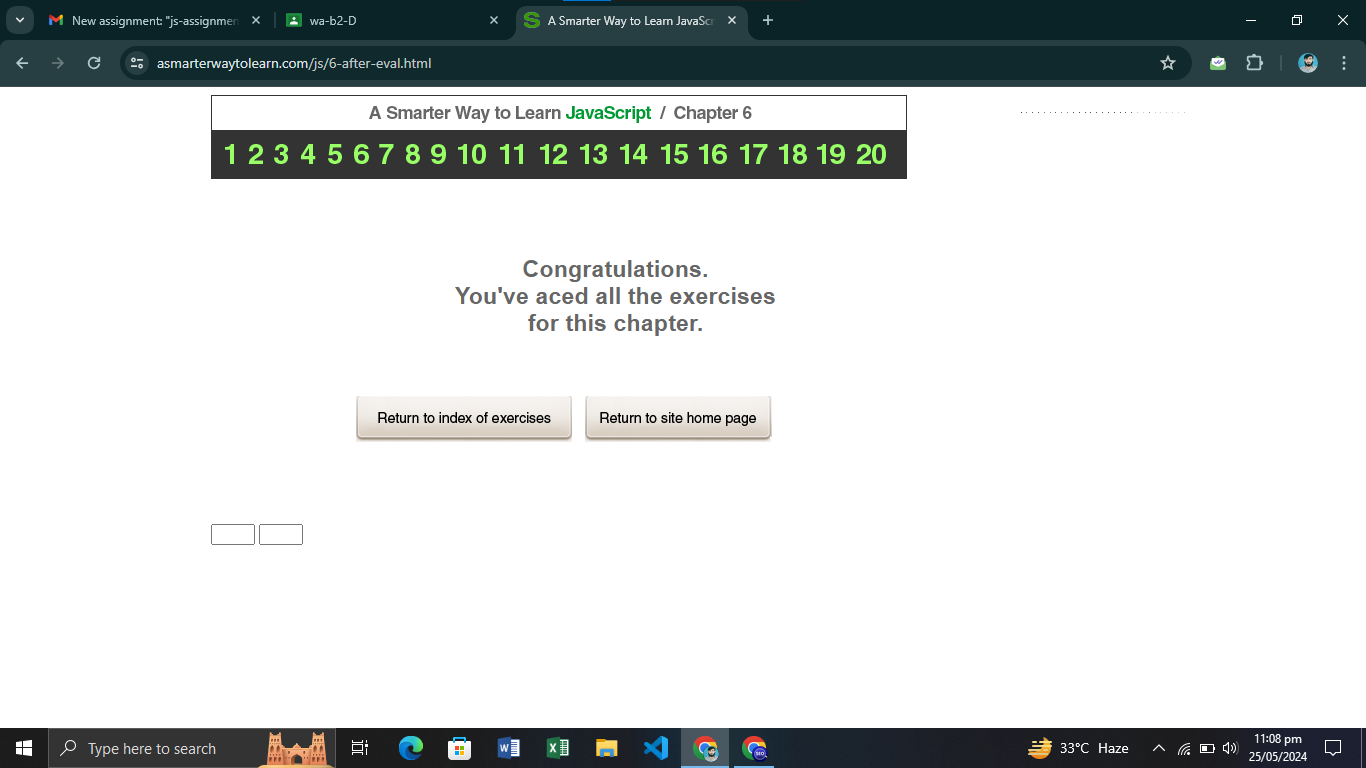 New assignment: "js-assignmen
wa-b2-D
A Smarter Way to Learn JavaScr
asmarterwaytolearn.com/js/6-after-eval.html
A Smarter Way to Learn JavaScript / Chapter 6
1 2 3 4 5 6 7 8 9 10 11 12 13 14 15 16 17 18 19 20
Congratulations.
You've aced all the exercises
for this chapter.
Return to index of exercises
Return to site home page
Type here to search
33°C Haze
11:08 pm
25/05/2024